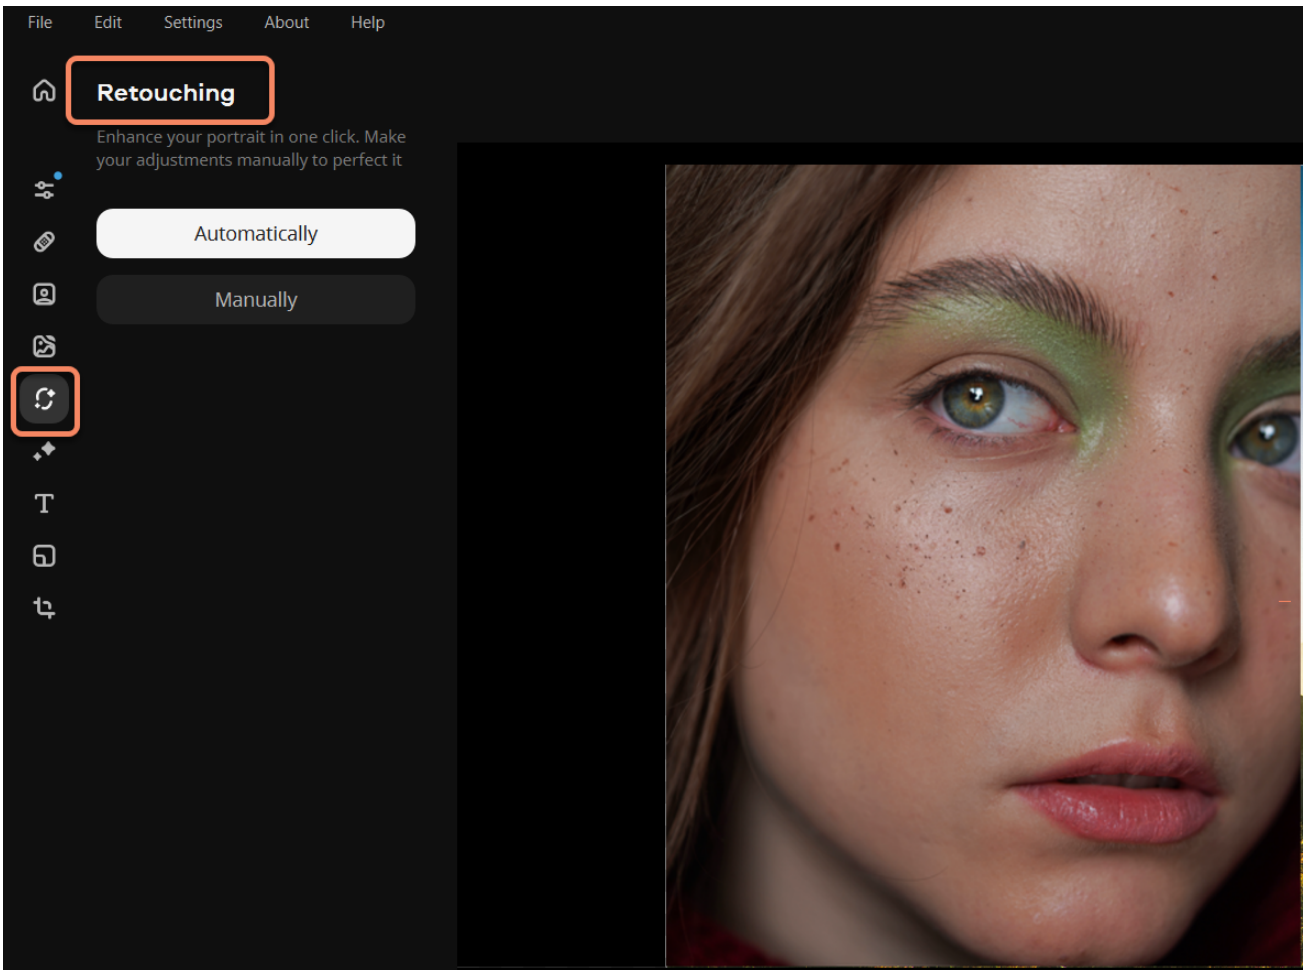 File Edit Settings About Help
Retouching
Enhance your portrait in one click. Make
your adjustments manually to perfect it
Automatically
Manually